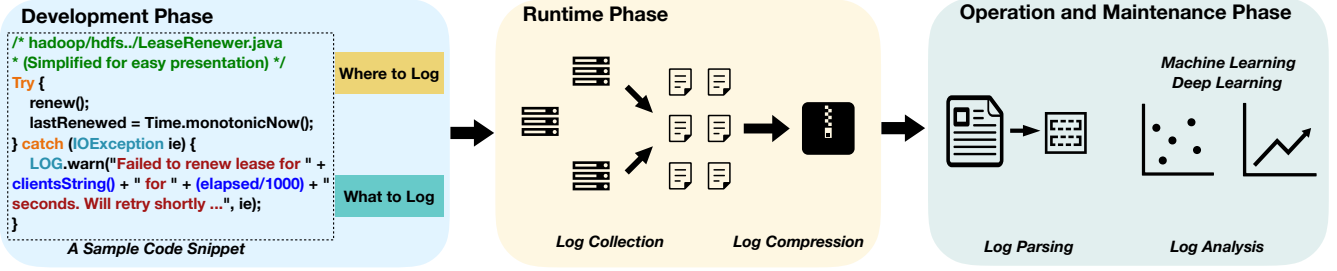 Development Phase
/* hadoop/hdfs../LeaseRenewer.java
* (Simplified for easy presentation) */
Try {
renew();
lastRenewed = Time.monotonicNow();
} catch (IOException ie) {
LOG.warn("Failed to renew lease for " +
clientsString() + " for " + (elapsed/1000) + "
seconds. Will retry shortly ...", ie);
}
A Sample Code Snippet
Where to Log
What to Log
Runtime Phase
Log Collection
Log Compression
Operation and Maintenance Phase
Machine Learning
Deep Learning
Log Parsing
Log Analysis